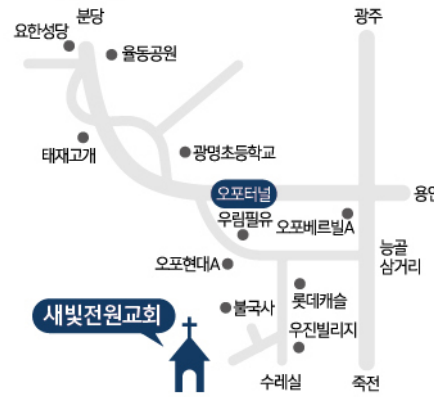 분당
광주
요한성당
율동공원
태재고개
광명초등학교
오포터널
용인
우림필유
오포베르빌A
능골
삼거리
오포현대A
롯데캐슬
불국사
새빛전원교회
우진빌리지
수레실
죽전